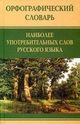 ОРФОГРАФИЧЕСКИЙ
СЛОВАРЬ
НАИБОЛЕЕ
УПОТРЕБИТЕЛЬНЫХ СЛОВ
РУССКОГО ЯЗЫКА